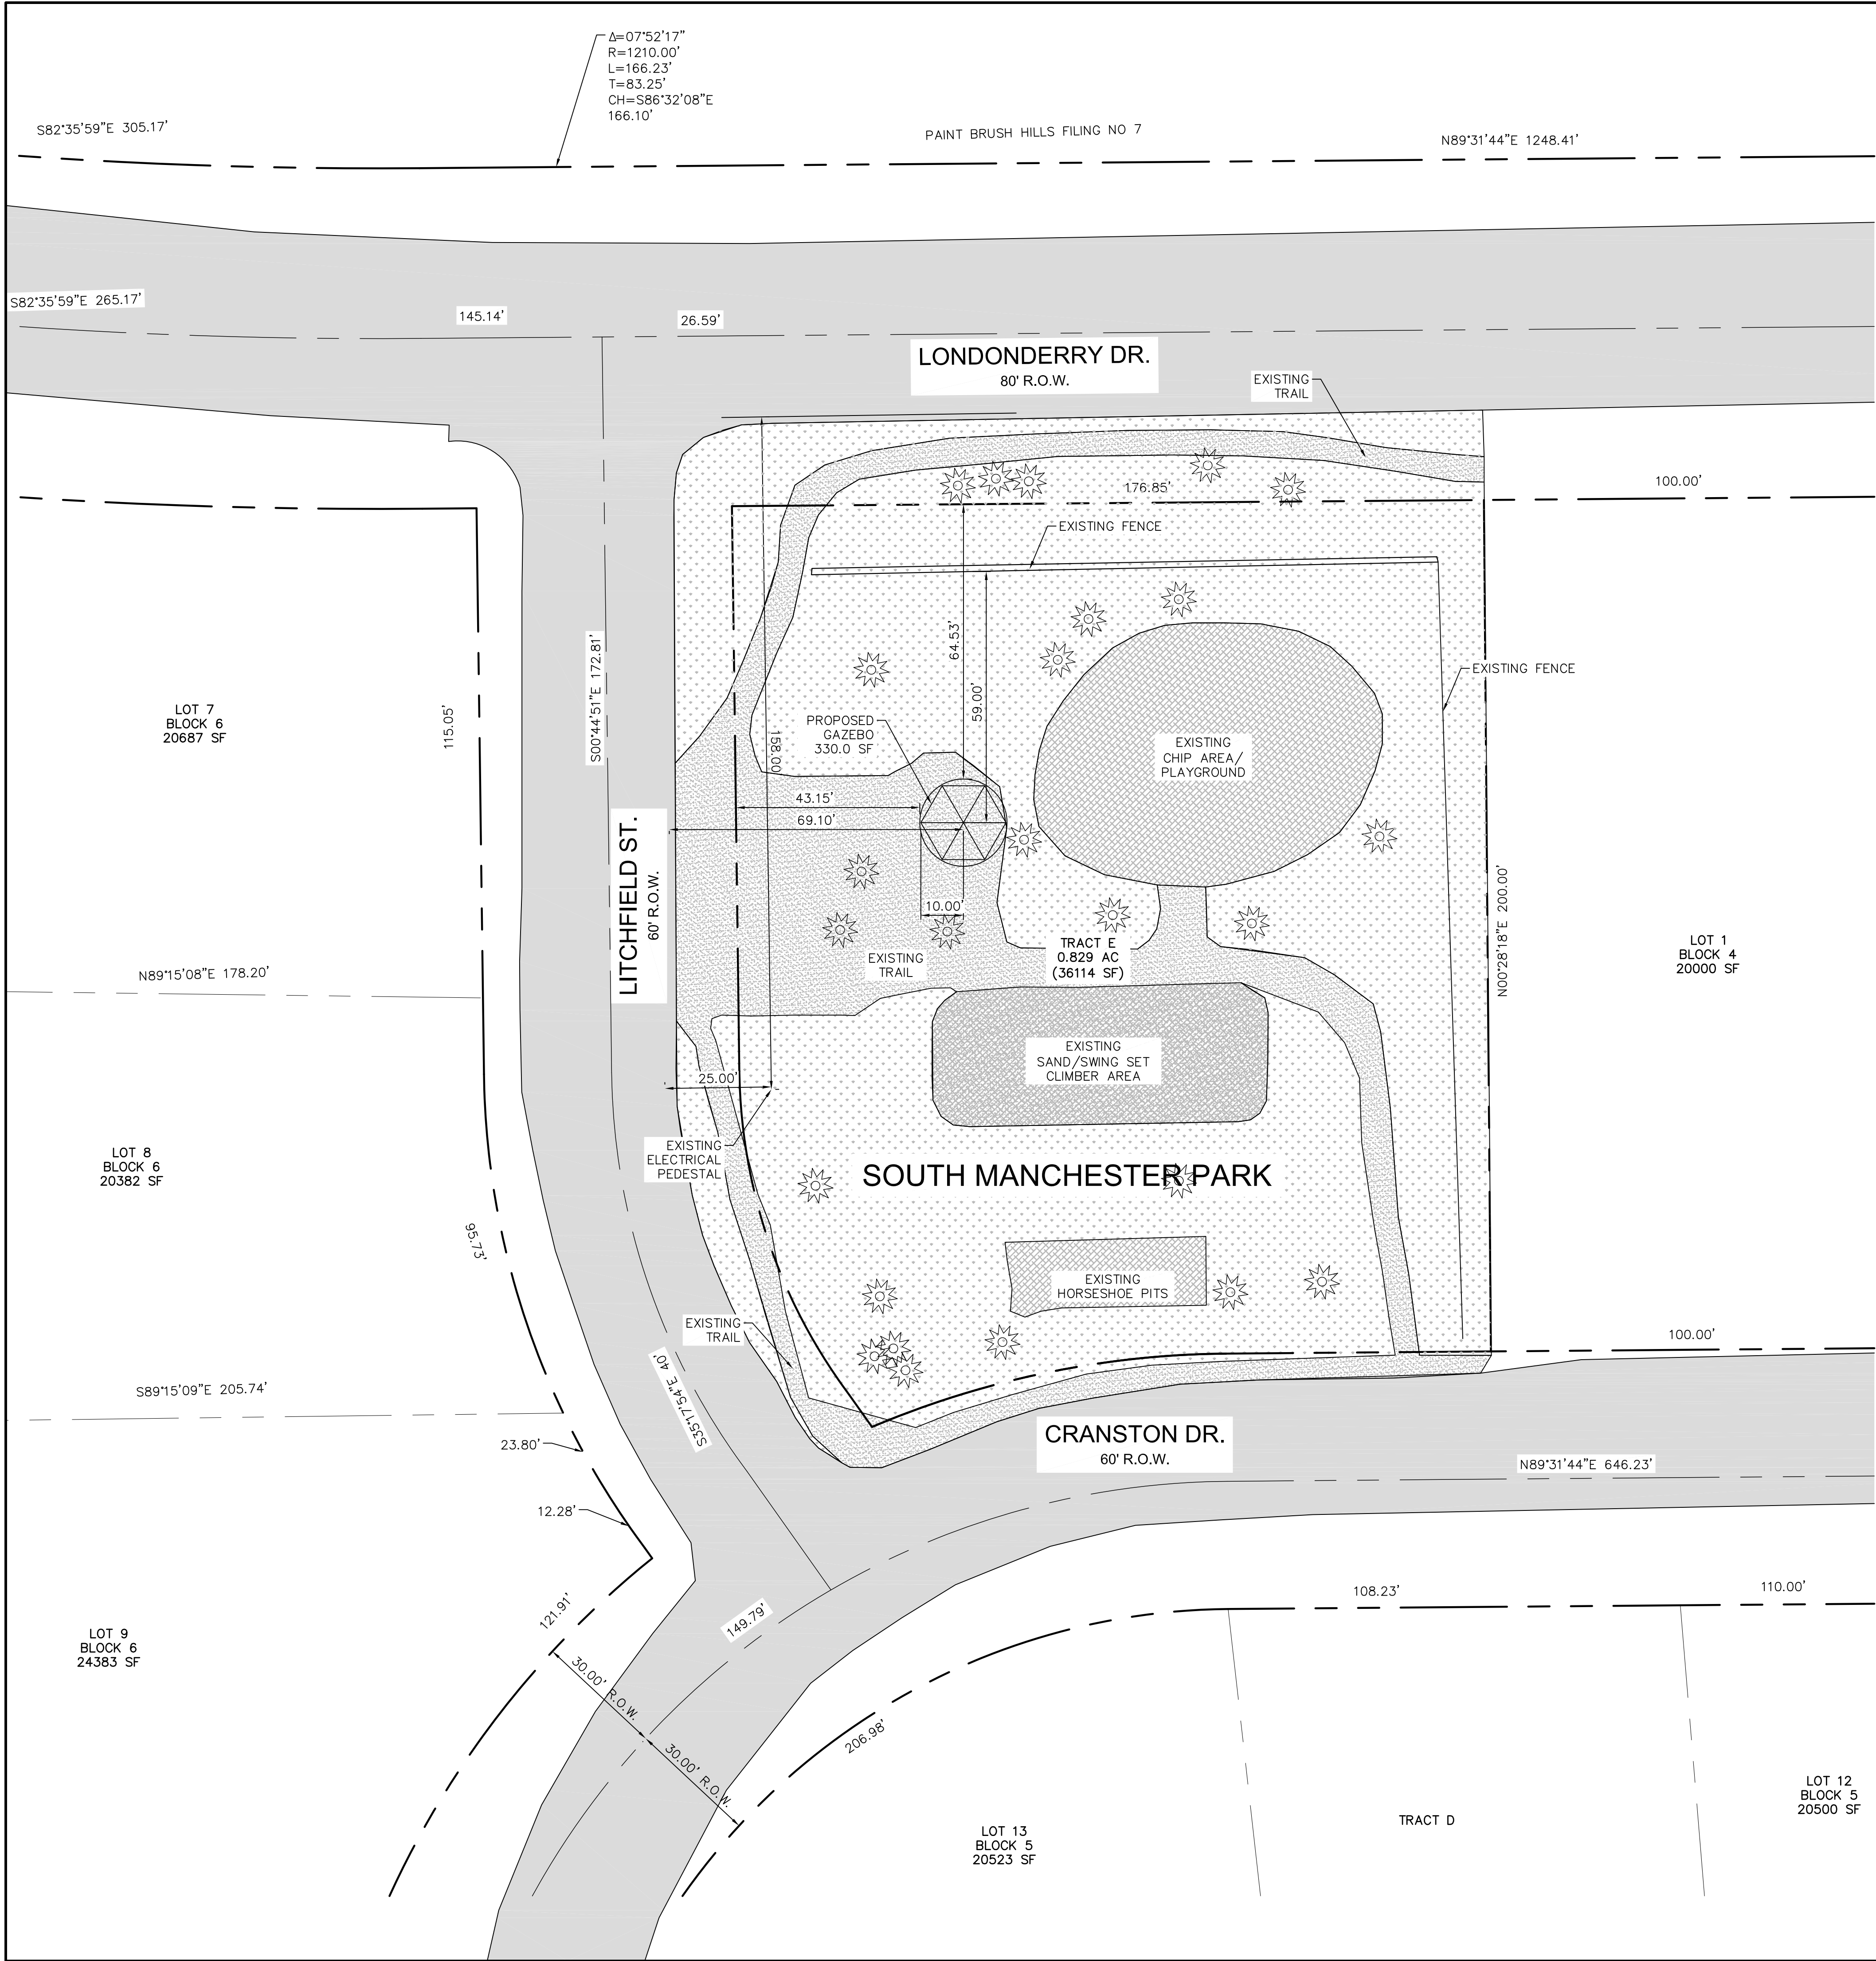 Δ=07°52'17"
R=1210.00'
L=166.23'
T=83.25'
CH=S86°32'08"E
166.10'
S82°35'59"E 305.17'
PAINT BRUSH HILLS FILING NO 7
N89°31'44"E 1248.41'
S82°35'59"E 265.17'
145.14'
26.59'
LONDONDERRY DR.
80' R.O.W.
EXISTING
TRAIL
176.85'
100.00'
EXISTING FENCE
S00°44'51"E 172.81'
64.53'
59.00'
EXISTING FENCE
LOT 7
BLOCK 6
20687 SF
115.05'
PROPOSED
GAZEBO
330.0 SF
158.00
EXISTING
CHIP AREA/
PLAYGROUND
43.15'
69.10'
LITCHFIELD ST.
60' R.O.W.
10.00'
N00°28'18"E 200.00'
TRACT E
0.829 AC
(36114 SF)
EXISTING
TRAIL
LOT 1
BLOCK 4
20000 SF
N89°15'08"E 178.20'
EXISTING
SAND/SWING SET
CLIMBER AREA
25.00'
EXISTING
ELECTRICAL
PEDESTAL
LOT 8
BLOCK 6
20382 SF
SOUTH MANCHESTER PARK
95.73'
EXISTING
HORSESHOE PITS
EXISTING
TRAIL
100.00'
S35°17'54"E 40'
S89°15'09"E 205.74'
23.80'
CRANSTON DR.
60' R.O.W.
N89°31'44"E 646.23'
12.28'
108.23'
110.00'
121.91'
149.79'
LOT 9
BLOCK 6
24383 SF
30.00' R.O.W.
30.00' R.O.W.
206.98'
LOT 12
BLOCK 5
20500 SF
TRACT D
LOT 13
BLOCK 5
20523 SF